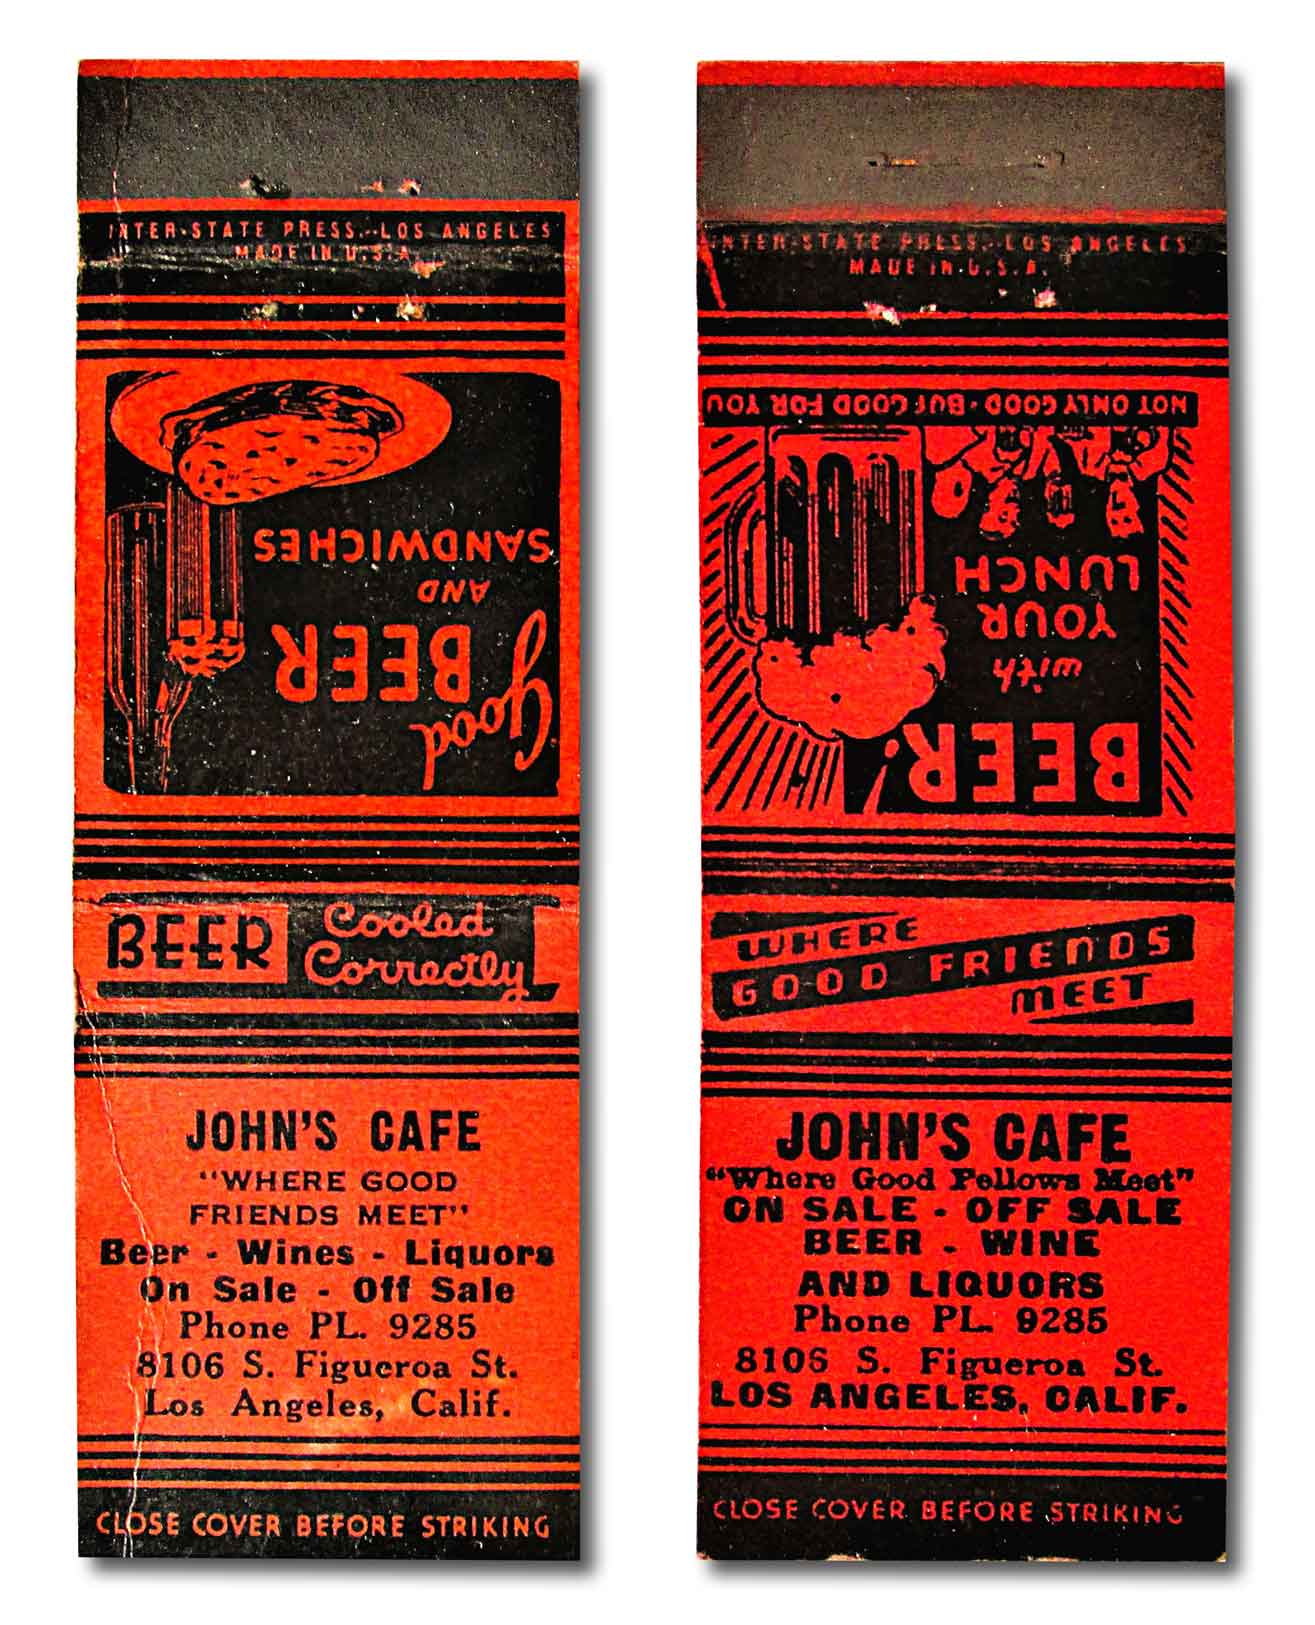 INTER-STATE PRESS.--LOS ANGELES
MADE IN U.S.A.
Good
BEER
AND
SANDWICHES
BEER Cooled
Correctly
JOHN'S CAFE
"WHERE GOOD
FRIENDS MEET"
Beer - Wines - Liquors
On Sale - Off Sale
Phone PL. 9285
8106 S. Figueroa St.
Los Angeles, Calif.
CLOSE COVER BEFORE STRIKING
INTER-STATE PRESS.--LOS ANGELES
MADE IN U.S.A.
BEER
with
YOUR
LUNCH
NOT ONLY GOOD - BUT GOOD FOR YOU
WHERE
GOOD FRIENDS
MEET
JOHN'S CAFE
"Where Good Fellows Meet"
ON SALE - OFF SALE
BEER - WINE
AND LIQUORS
Phone PL. 9285
8106 S. Figueroa St.
LOS ANGELES, CALIF.
CLOSE COVER BEFORE STRIKING